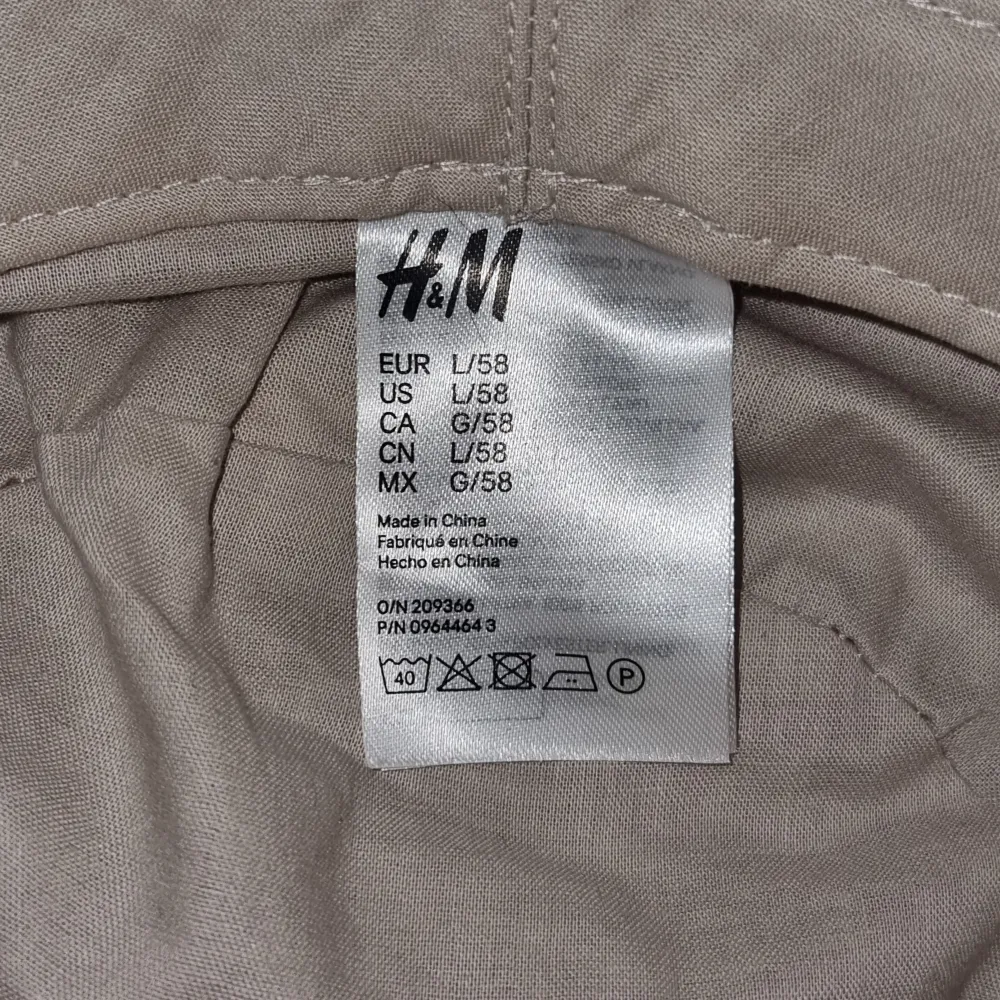 H&M
EUR L/58
US L/58
CA G/58
CN L/58
MX G/58
Made in China
Fabriqué en Chine
Hecho en China
O/N 209366
P/N 0964464 3
40 P